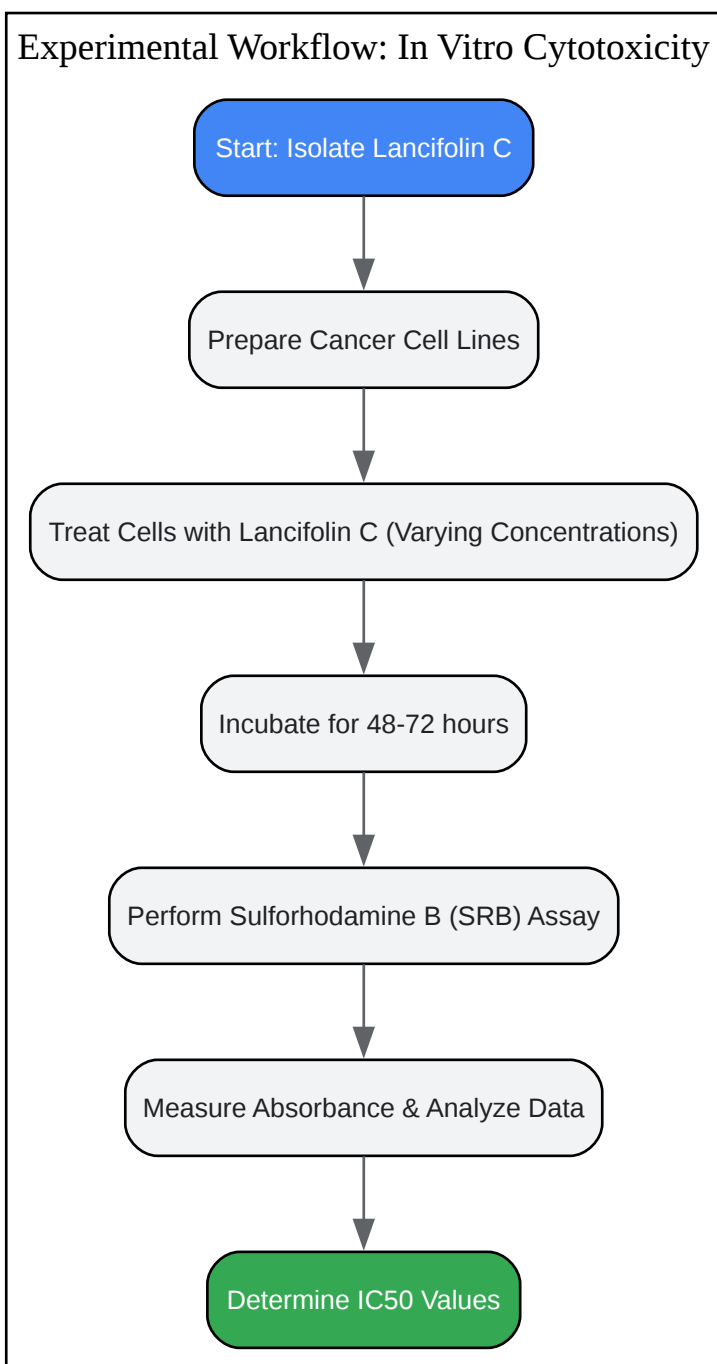 Experimental Workflow: In Vitro Cytotoxicity
Start: Isolate Lancifolin C
Prepare Cancer Cell Lines
Treat Cells with Lancifolin C (Varying Concentrations)
Incubate for 48-72 hours
Perform Sulforhodamine B (SRB) Assay
Measure Absorbance & Analyze Data
Determine IC50 Values